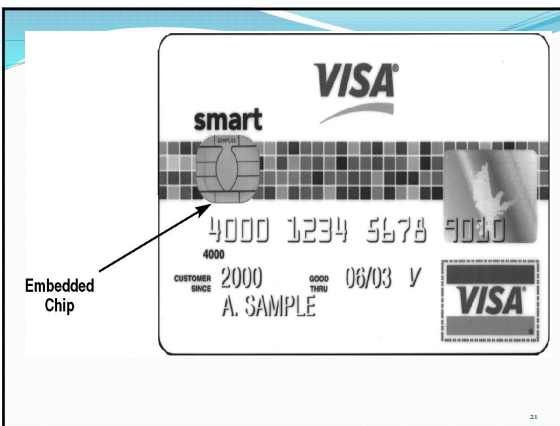 VISA
smart
4000 1234 5678 9010
4000
CUSTOMER SINCE 2000 GOOD THRU 06/03 V
A. SAMPLE
VISA
Embedded
Chip
21